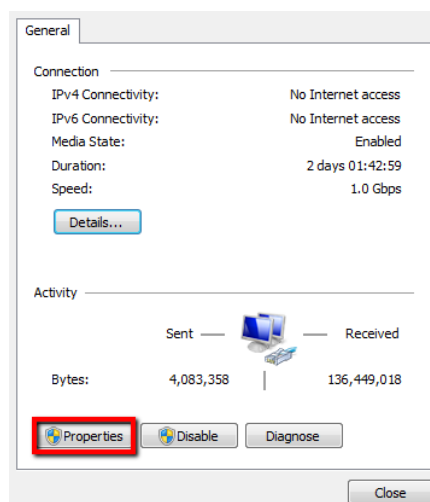 General
Connection
IPv4 Connectivity: No Internet access
IPv6 Connectivity: No Internet access
Media State: Enabled
Duration: 2 days 01:42:59
Speed: 1.0 Gbps
Details...
Activity
Sent Received
Bytes: 4,083,358 136,449,018
Properties Disable Diagnose
Close